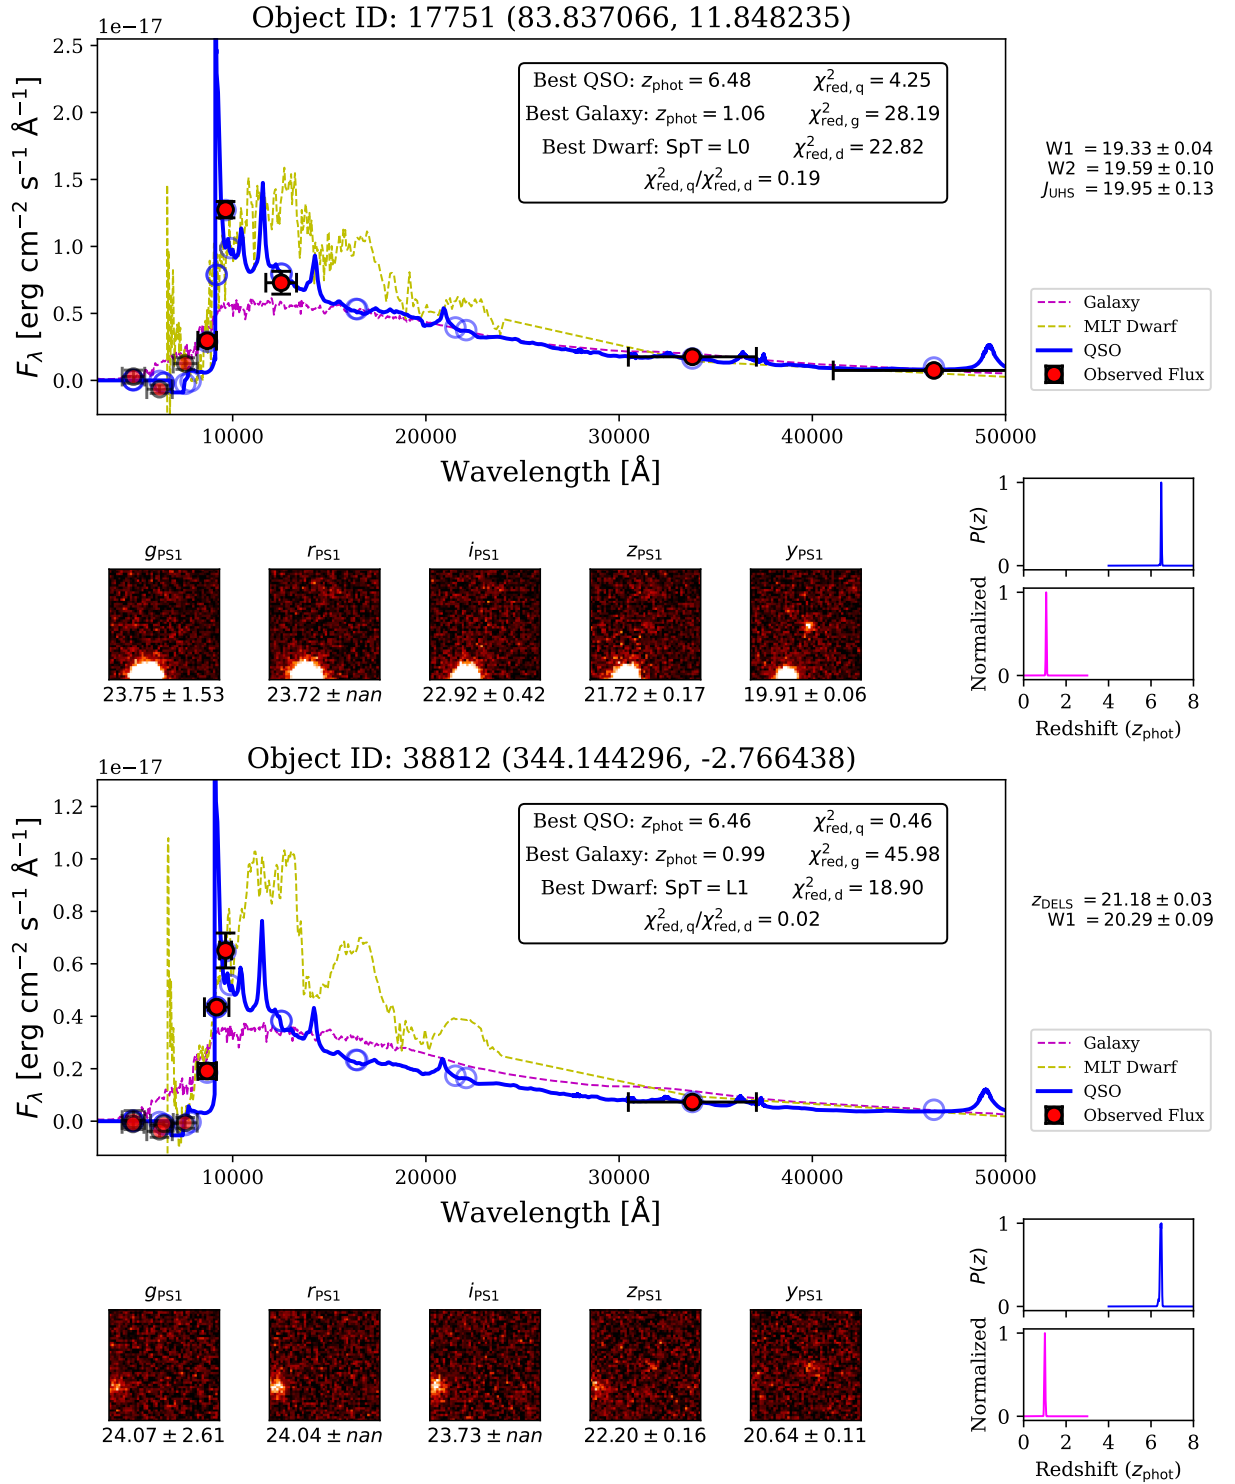 Object ID: 17751 (83.837066, 11.848235)
1e−17
2.5
2.0
1.5
1.0
0.5
0.0
F_λ [erg cm⁻² s⁻¹ Å⁻¹]
Best QSO: z_phot = 6.48 χ²_red,q = 4.25
Best Galaxy: z_phot = 1.06 χ²_red,g = 28.19
Best Dwarf: SpT = L0 χ²_red,d = 22.82
χ²_red,q/χ²_red,d = 0.19
W1 = 19.33 ± 0.04
W2 = 19.59 ± 0.10
J_UHS = 19.95 ± 0.13
Galaxy
MLT Dwarf
QSO
Observed Flux
10000 20000 30000 40000 50000
Wavelength [Å]
g_PS1 r_PS1 i_PS1 z_PS1 y_PS1
23.75 ± 1.53 23.72 ± nan 22.92 ± 0.42 21.72 ± 0.17 19.91 ± 0.06
1
0
P(z)
1
0
Normalized
0 2 4 6 8
Redshift (z_phot)
Object ID: 38812 (344.144296, -2.766438)
1e−17
1.2
1.0
0.8
0.6
0.4
0.2
0.0
F_λ [erg cm⁻² s⁻¹ Å⁻¹]
Best QSO: z_phot = 6.46 χ²_red,q = 0.46
Best Galaxy: z_phot = 0.99 χ²_red,g = 45.98
Best Dwarf: SpT = L1 χ²_red,d = 18.90
χ²_red,q/χ²_red,d = 0.02
z_DELS = 21.18 ± 0.03
W1 = 20.29 ± 0.09
Galaxy
MLT Dwarf
QSO
Observed Flux
10000 20000 30000 40000 50000
Wavelength [Å]
g_PS1 r_PS1 i_PS1 z_PS1 y_PS1
24.07 ± 2.61 24.04 ± nan 23.73 ± nan 22.20 ± 0.16 20.64 ± 0.11
1
0
P(z)
1
0
Normalized
0 2 4 6 8
Redshift (z_phot)